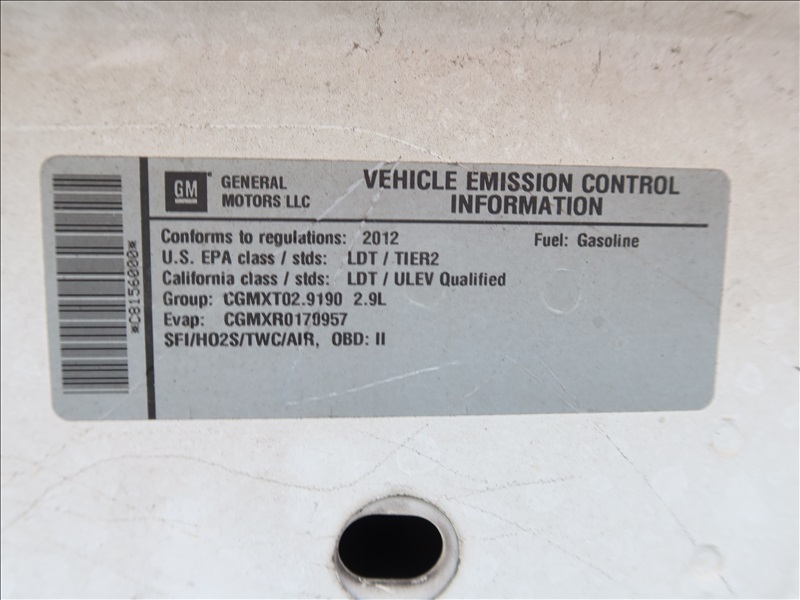 GM
GENERAL MOTORS
GENERAL
MOTORS LLC
VEHICLE EMISSION CONTROL
INFORMATION
Conforms to regulations: 2012
Fuel: Gasoline
U.S. EPA class / stds: LDT / TIER2
California class / stds: LDT / ULEV Qualified
Group: CGMXT02.9190 2.9L
Evap: CGMXR0170957
SFI/HO2S/TWC/AIR, OBD: II
*C8156000*